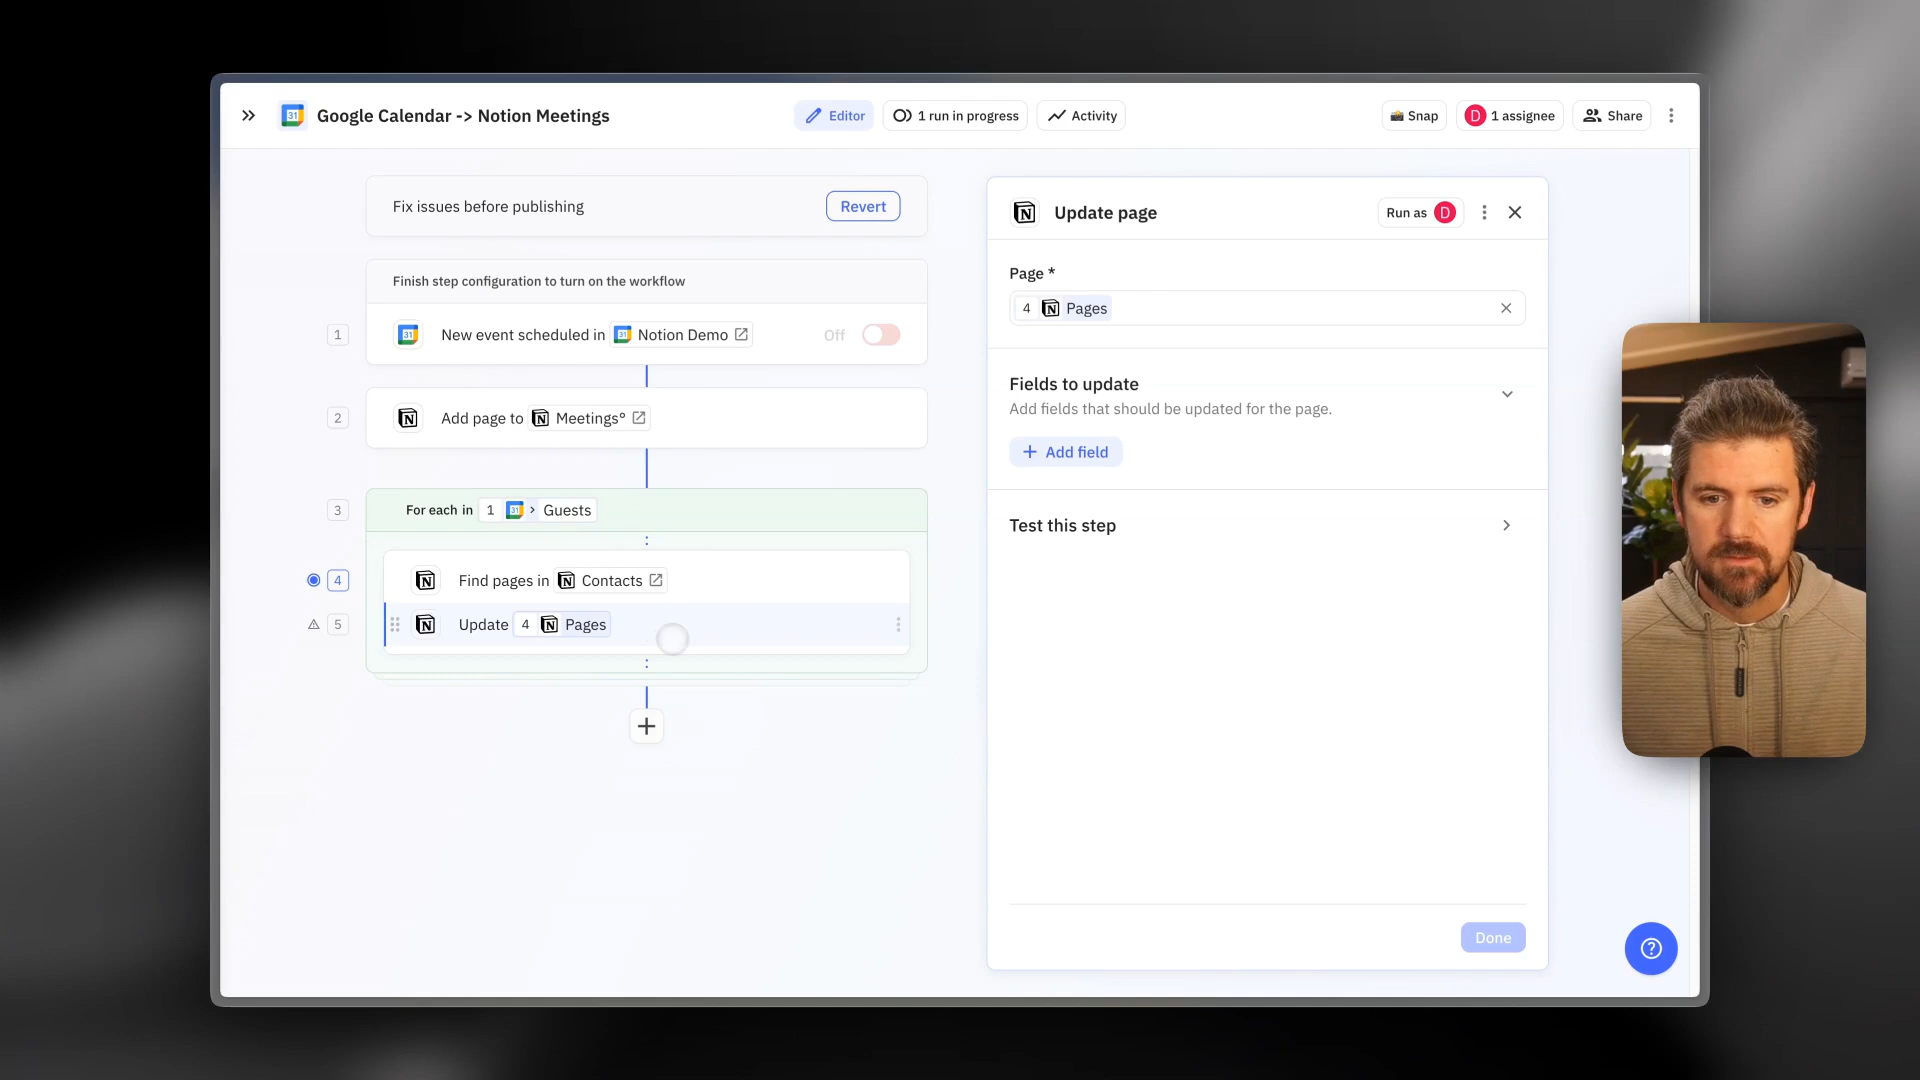 Google Calendar -> Notion Meetings
Editor
1 run in progress
Activity
Snap
D 1 assignee
Share
Fix issues before publishing
Revert
Finish step configuration to turn on the workflow
1
31 New event scheduled in 31 Notion Demo
Off
2
Add page to Meetings°
3
For each in 1 31 > Guests
4
Find pages in Contacts
5
Update 4 Pages
Update page
Run as D
Page *
4 Pages
Fields to update
Add fields that should be updated for the page.
+ Add field
Test this step
Done